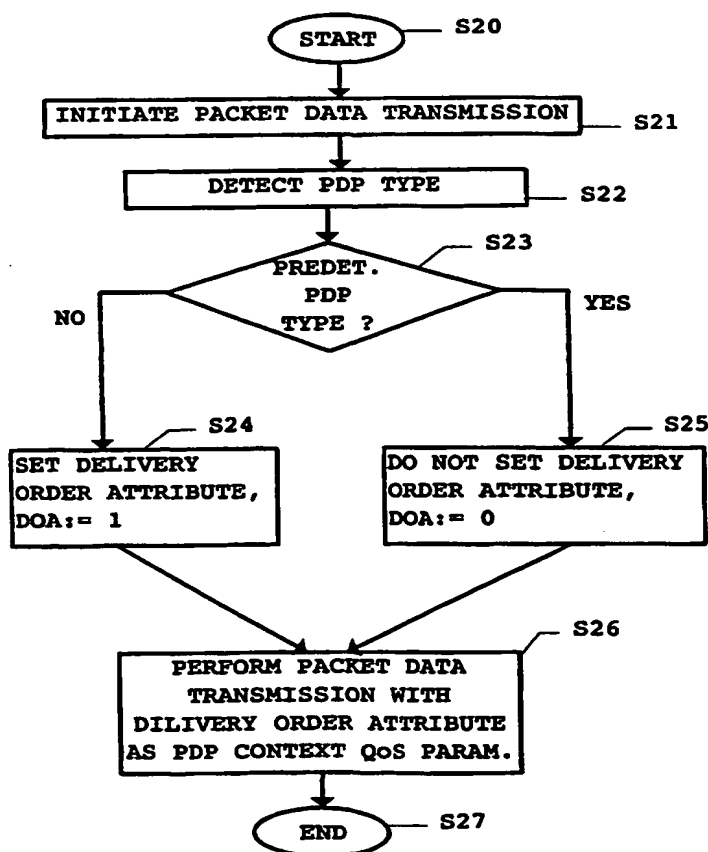 START
S20
INITIATE PACKET DATA TRANSMISSION
S21
DETECT PDP TYPE
S22
S23
PREDET.
PDP
TYPE ?
NO
YES
S24
S25
SET DELIVERY
ORDER ATTRIBUTE,
DOA:= 1
DO NOT SET DELIVERY
ORDER ATTRIBUTE,
DOA:= 0
S26
PERFORM PACKET DATA
TRANSMISSION WITH
DILIVERY ORDER ATTRIBUTE
AS PDP CONTEXT QoS PARAM.
END
S27